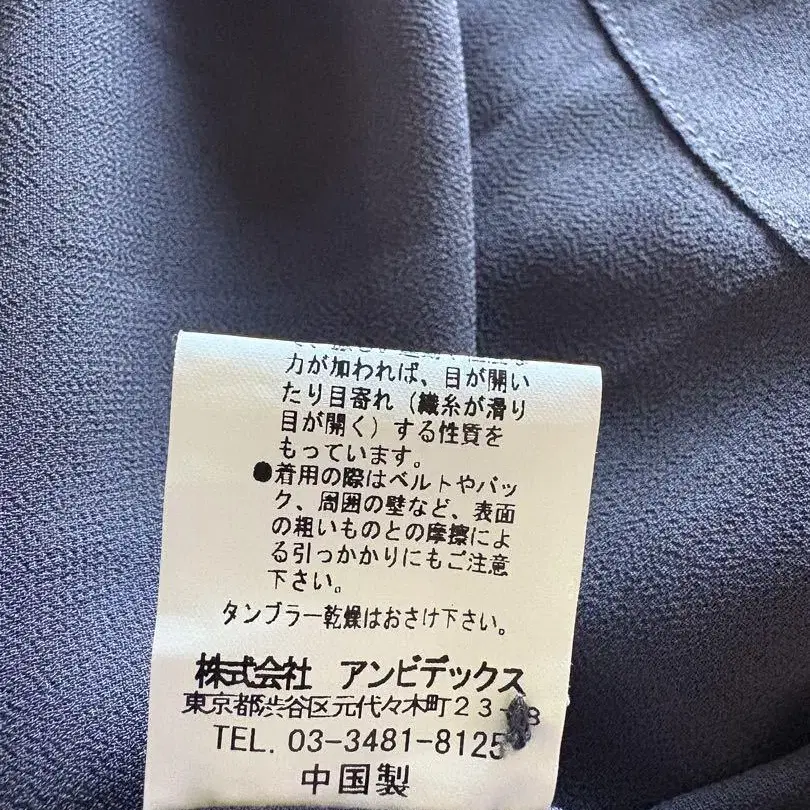 力が加われば、目が開い
たり目寄れ（織糸が滑り
目が開く）する性質を
もっています。
●着用の際はベルトやバッ
ク、周囲の壁など、表面
の粗いものとの摩擦によ
る引っかかりにもご注意
下さい。
タンブラー乾燥はおさけ下さい。
株式会社 アンビデックス
東京都渋谷区元代々木町23-8
TEL. 03-3481-8125
中国製